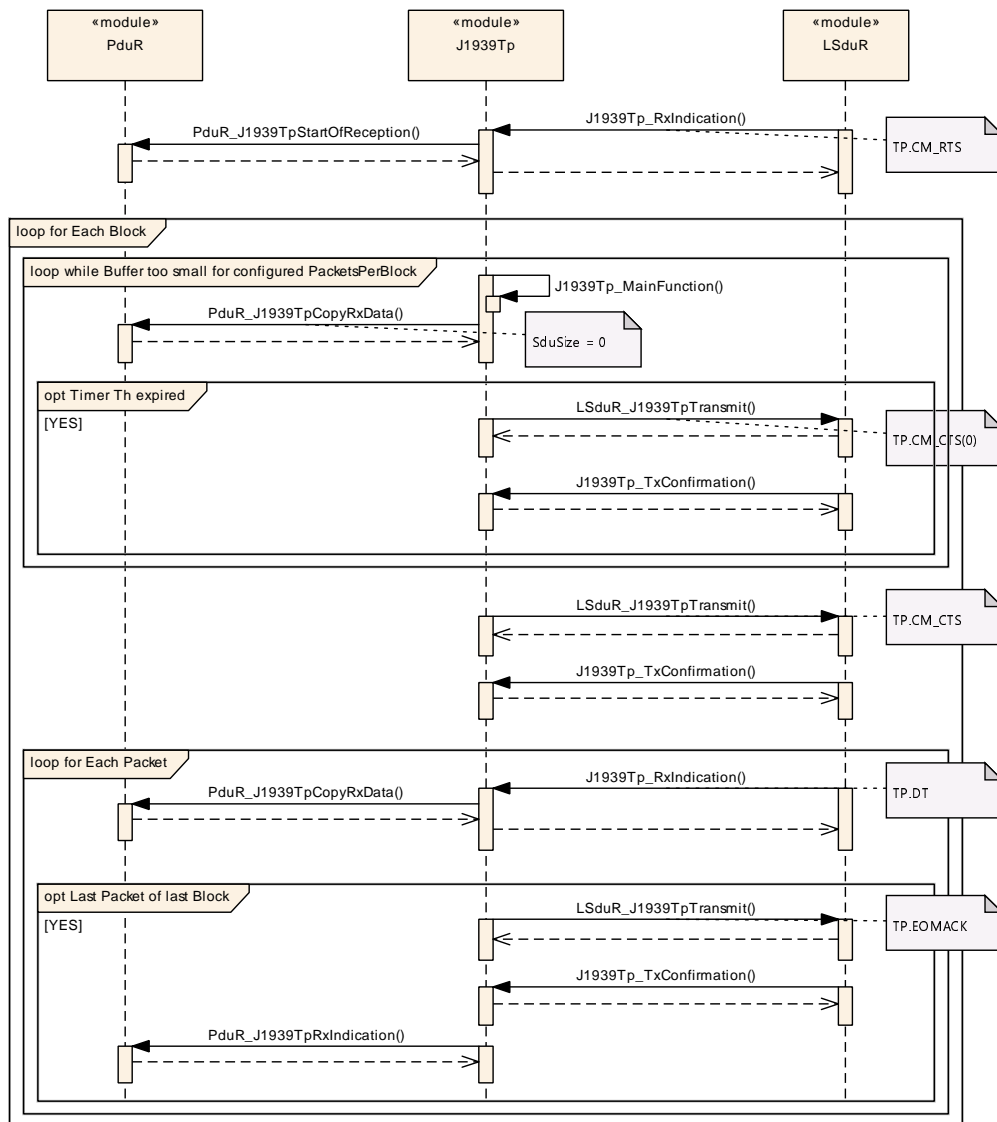 «module»
PduR
«module»
J1939Tp
«module»
LSduR
J1939Tp_RxIndication()
TP.CM_RTS
PduR_J1939TpStartOfReception()
loop for Each Block
loop while Buffer too small for configured PacketsPerBlock
J1939Tp_MainFunction()
PduR_J1939TpCopyRxData()
SduSize = 0
opt Timer Th expired
[YES]
LSduR_J1939TpTransmit()
TP.CM_CTS(0)
J1939Tp_TxConfirmation()
LSduR_J1939TpTransmit()
TP.CM_CTS
J1939Tp_TxConfirmation()
loop for Each Packet
J1939Tp_RxIndication()
TP.DT
PduR_J1939TpCopyRxData()
opt Last Packet of last Block
[YES]
LSduR_J1939TpTransmit()
TP.EOMACK
J1939Tp_TxConfirmation()
PduR_J1939TpRxIndication()